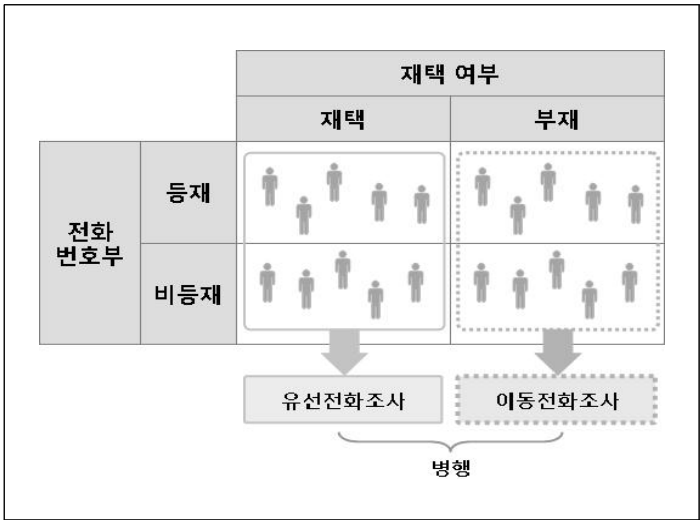 재택 여부
재택
부재
전화
번호부
등재
비등재
유선전화조사
이동전화조사
병행